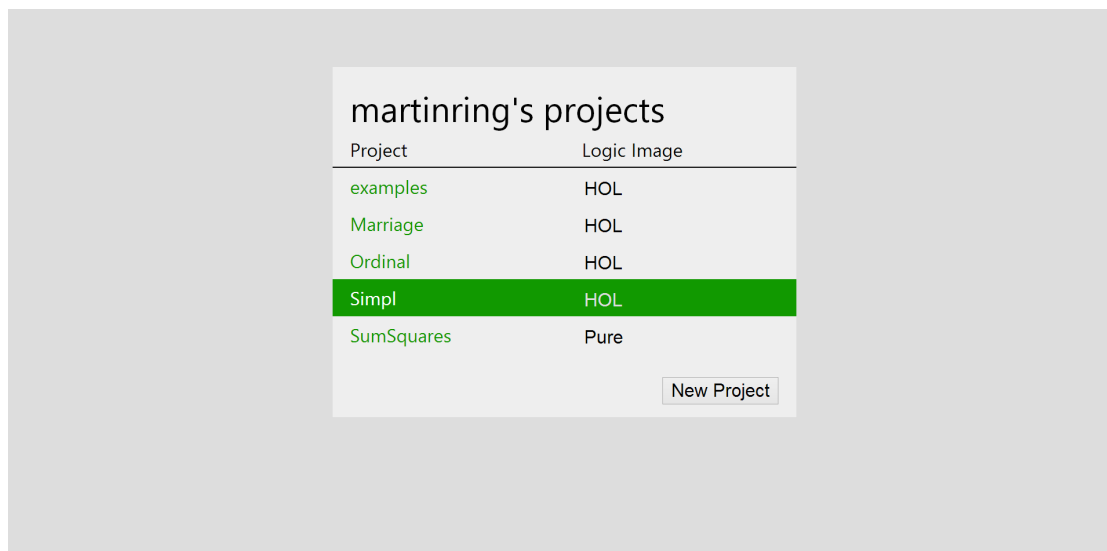 martinring's projects
Project Logic Image
examples HOL
Marriage HOL
Ordinal HOL
Simpl HOL
SumSquares Pure
New Project